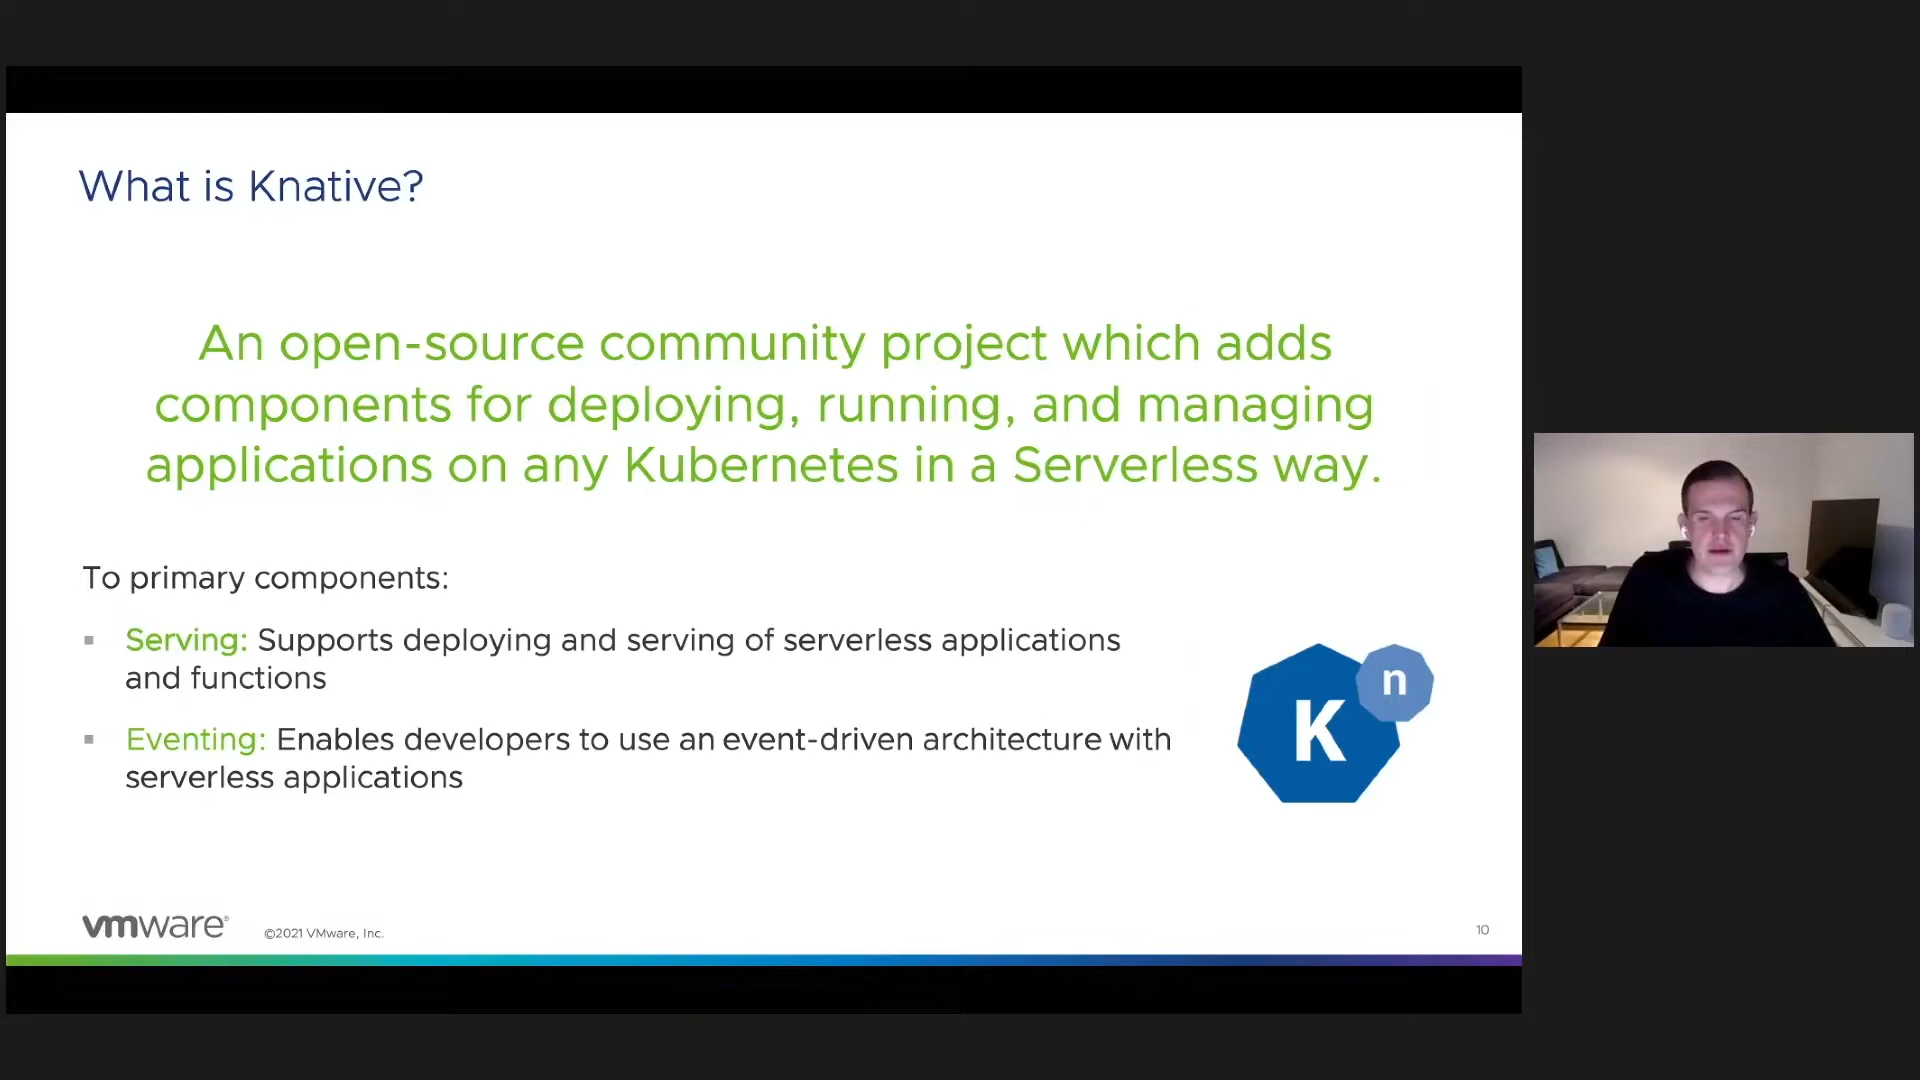 What is Knative?
An open-source community project which adds
components for deploying, running, and managing
applications on any Kubernetes in a Serverless way.
To primary components:
▪ Serving: Supports deploying and serving of serverless applications
and functions
▪ Eventing: Enables developers to use an event-driven architecture with
serverless applications
K n
vmware® ©2021 VMware, Inc.
10